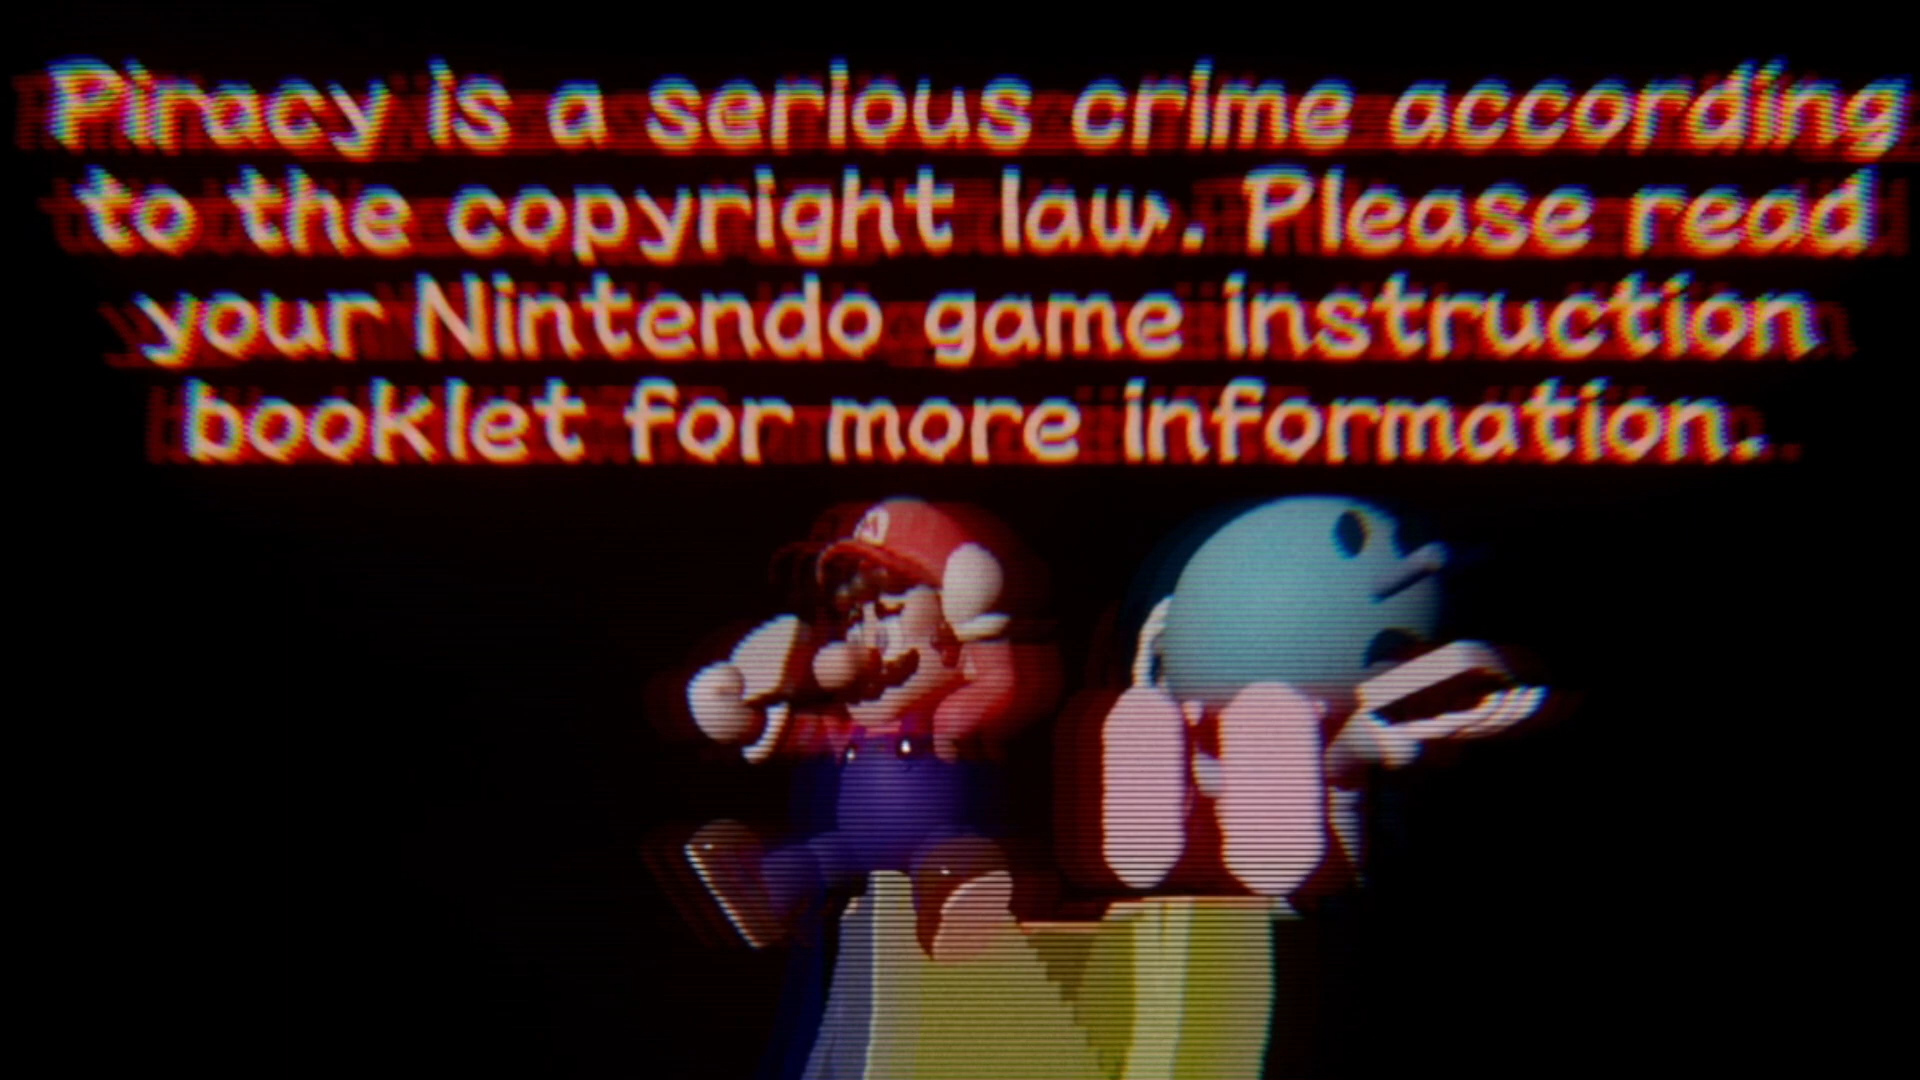 Piracy is a serious crime according
to the copyright law. Please read
your Nintendo game instruction
booklet for more information.
M